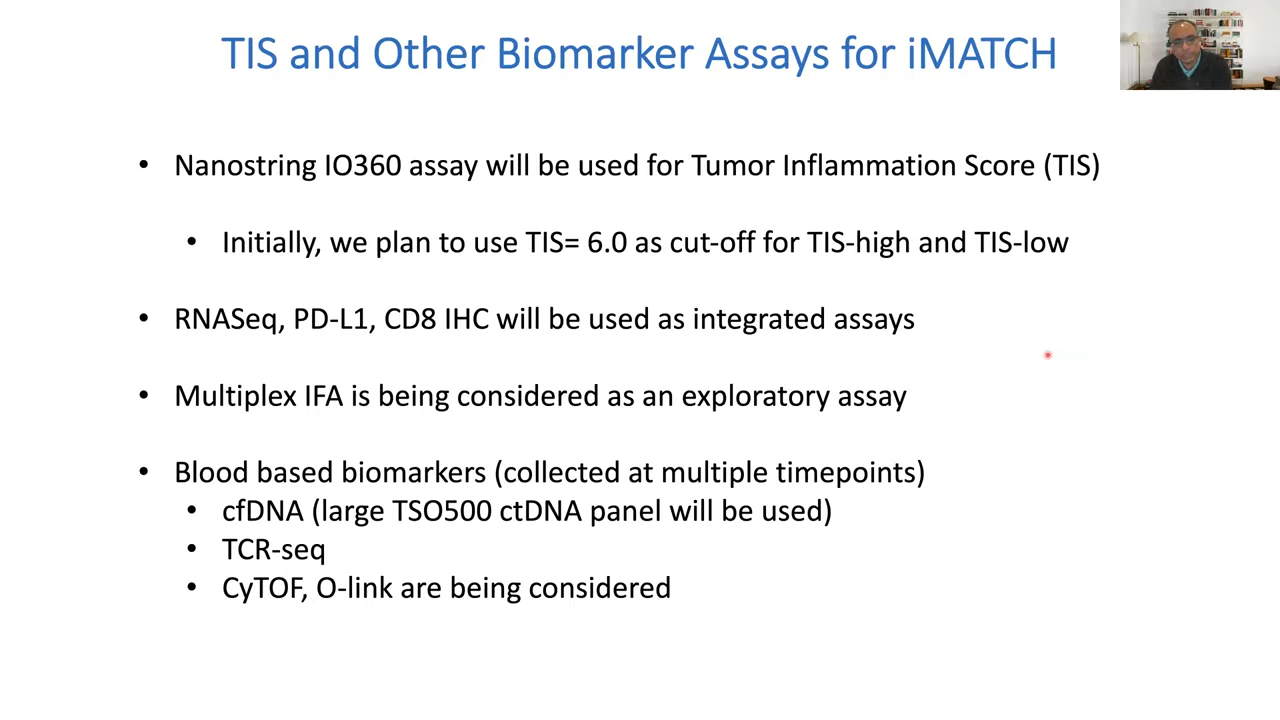 TIS and Other Biomarker Assays for iMATCH
• Nanostring IO360 assay will be used for Tumor Inflammation Score (TIS)
• Initially, we plan to use TIS= 6.0 as cut-off for TIS-high and TIS-low
• RNASeq, PD-L1, CD8 IHC will be used as integrated assays
• Multiplex IFA is being considered as an exploratory assay
• Blood based biomarkers (collected at multiple timepoints)
• cfDNA (large TSO500 ctDNA panel will be used)
• TCR-seq
• CyTOF, O-link are being considered